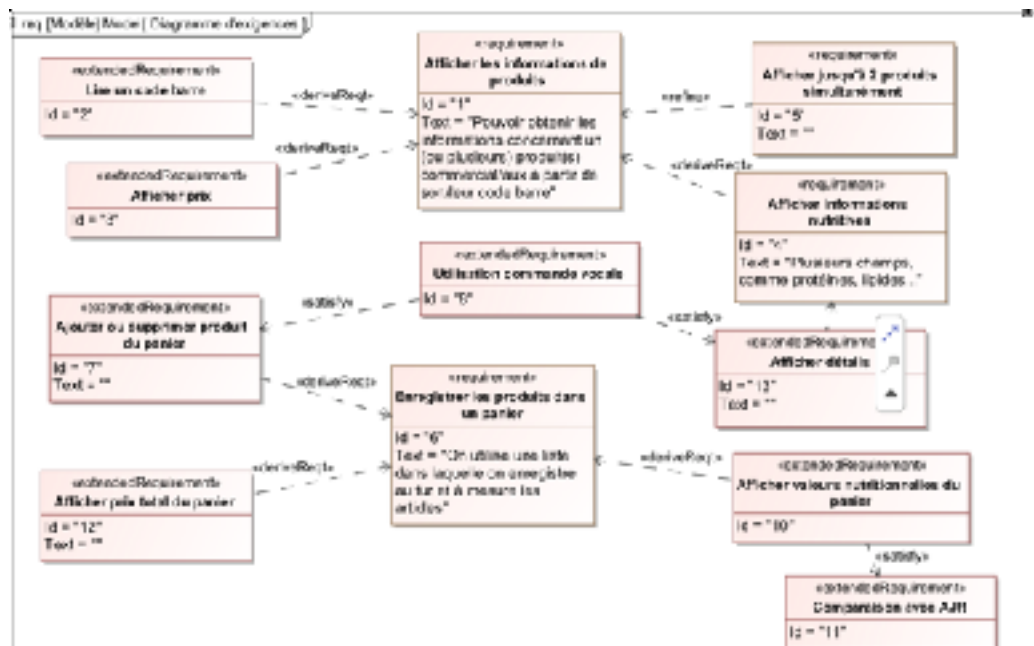 req [Modèle] Model [ Diagramme d'exigences ]
«extendedRequirement»
Lire un code barre
Id = "2"
«deriveReqt»
«requirement»
Afficher les informations de
produits
Id = "1"
Text = "Pouvoir obtenir les
informations concernant un
(ou plusieurs) produit(s)
commerciaux à partir de
son/leur code barre"
«refine»
«requirement»
Afficher jusqu'à 2 produits
simultanément
Id = "5"
Text = ""
«deriveReqt»
«extendedRequirement»
Afficher prix
Id = "3"
«deriveReqt»
«requirement»
Afficher informations
nutritives
Id = "4"
Text = "Plusieurs champs,
comme protéines, lipides..."
«extendedRequirement»
Utilisation commande vocale
Id = "8"
«satisfy»
«satisfy»
«extendedRequirement»
Ajouter ou supprimer produit
du panier
Id = "7"
Text = ""
«extendedRequireme
Afficher détails
Id = "13"
Text = ""
«deriveReqt»
«requirement»
Enregistrer les produits dans
un panier
Id = "6"
Text = "On utilise une liste
dans laquelle on enregistre
au fur et à mesure les
articles"
«deriveReqt»
«extendedRequirement»
Afficher prix total du panier
Id = "12"
Text = ""
«deriveReqt»
«extendedRequirement»
Afficher valeurs nutritionnelles du
panier
Id = "10"
«satisfy»
«extendedRequirement»
Comparaison avec AJR
Id = "11"